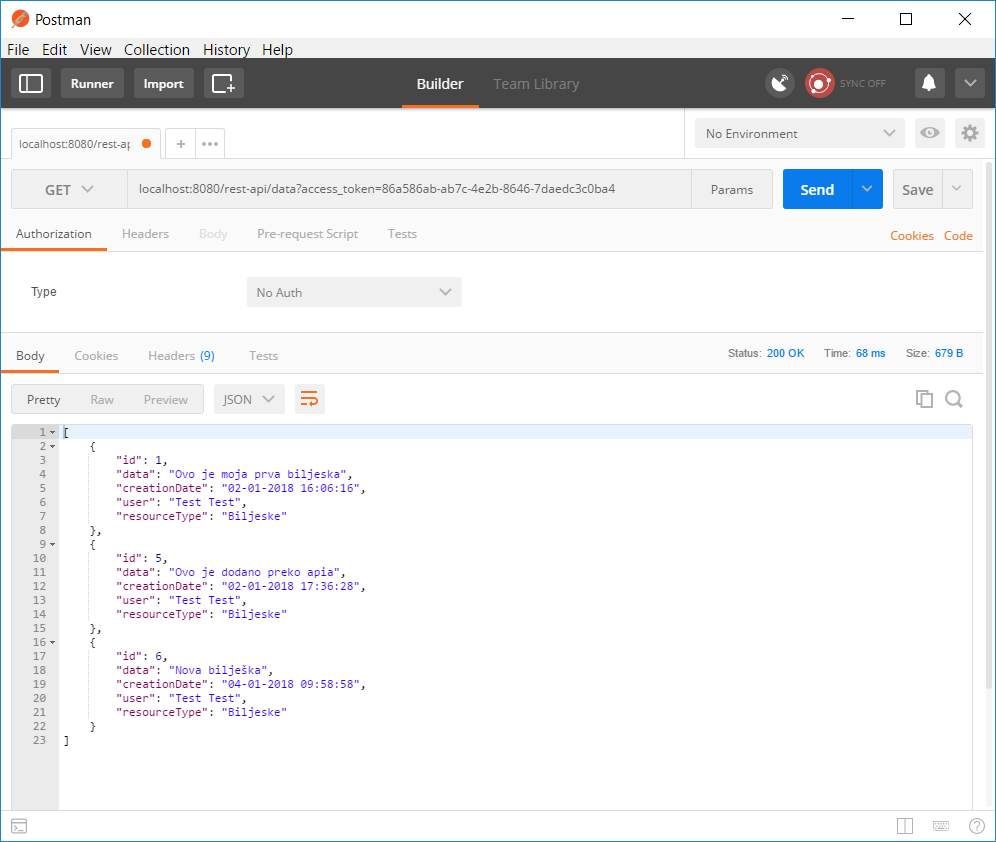 Postman
File Edit View Collection History Help
Runner Import Builder Team Library SYNC OFF
localhost:8080/rest-ap + ••• No Environment
GET localhost:8080/rest-api/data?access_token=86a586ab-ab7c-4e2b-8646-7daedc3c0ba4 Params Send Save
Authorization Headers Body Pre-request Script Tests Cookies Code
Type No Auth
Body Cookies Headers (9) Tests Status: 200 OK Time: 68 ms Size: 679 B
Pretty Raw Preview JSON
1 [
2 {
3 "id": 1,
4 "data": "Ovo je moja prva biljeska",
5 "creationDate": "02-01-2018 16:06:16",
6 "user": "Test Test",
7 "resourceType": "Biljeske"
8 },
9 {
10 "id": 5,
11 "data": "Ovo je dodano preko apia",
12 "creationDate": "02-01-2018 17:36:28",
13 "user": "Test Test",
14 "resourceType": "Biljeske"
15 },
16 {
17 "id": 6,
18 "data": "Nova bilješka",
19 "creationDate": "04-01-2018 09:58:58",
20 "user": "Test Test",
21 "resourceType": "Biljeske"
22 }
23 ]